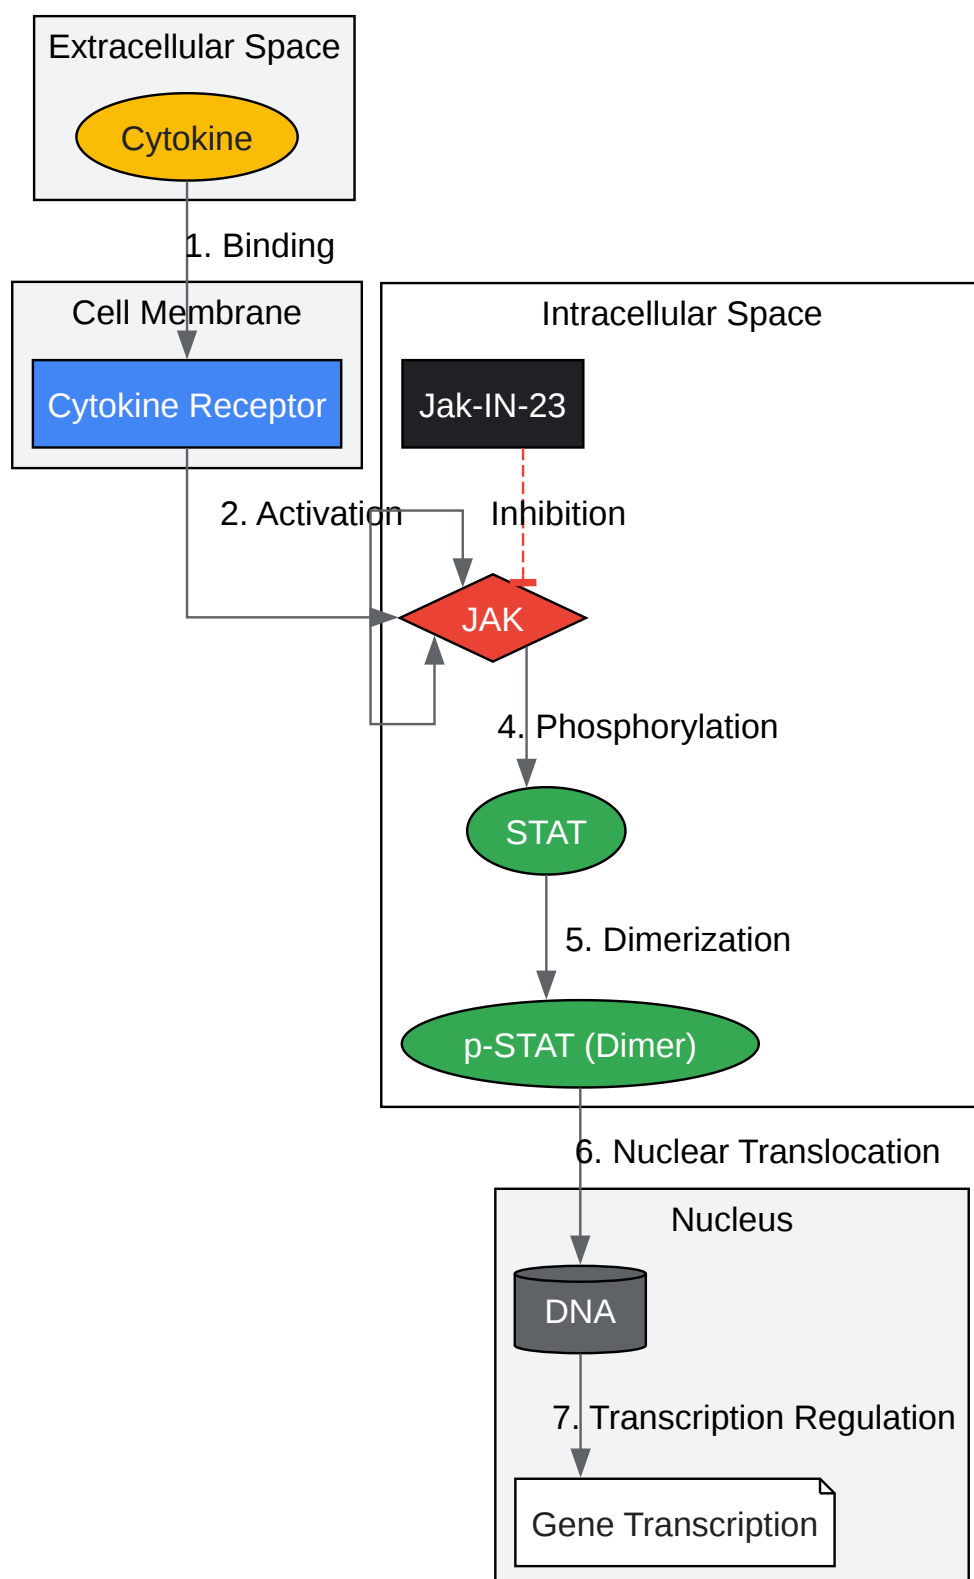 Extracellular Space
Cytokine
1. Binding
Cell Membrane
Cytokine Receptor
Intracellular Space
Jak-IN-23
2. Activation
Inhibition
JAK
4. Phosphorylation
STAT
5. Dimerization
p-STAT (Dimer)
6. Nuclear Translocation
Nucleus
DNA
7. Transcription Regulation
Gene Transcription